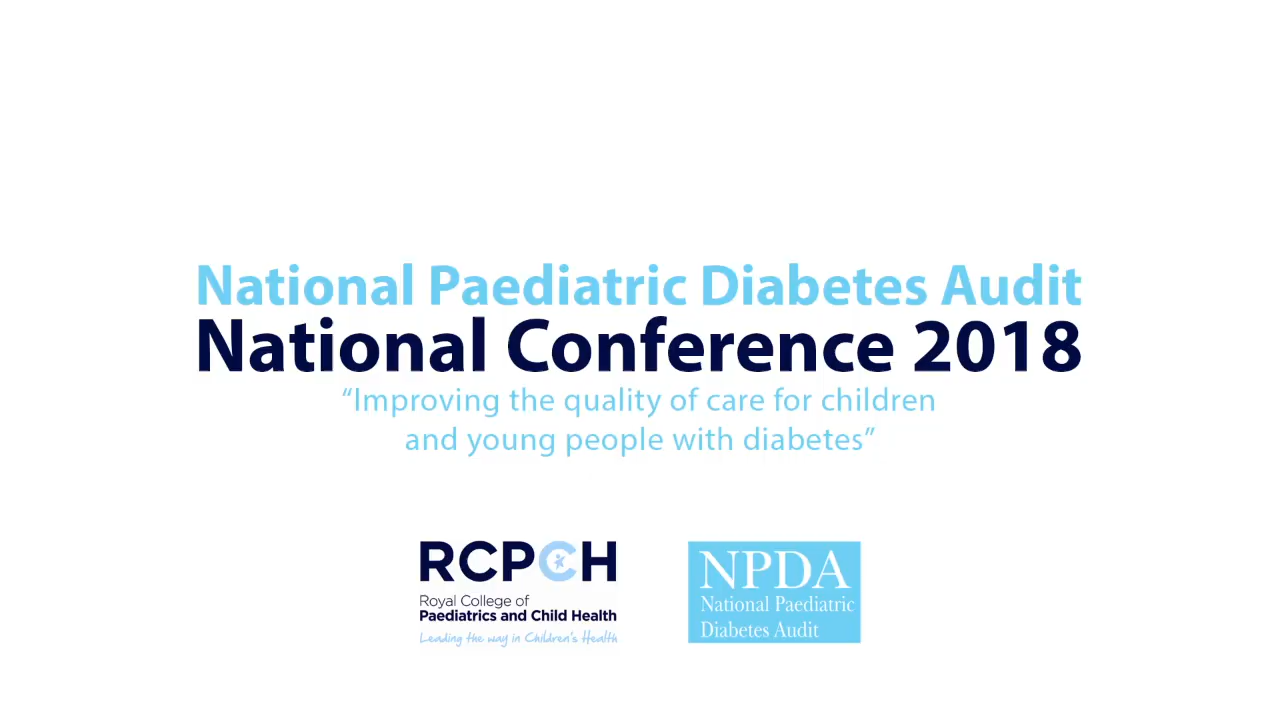 National Paediatric Diabetes Audit
National Conference 2018
“Improving the quality of care for children
and young people with diabetes”
RCPCH
Royal College of
Paediatrics and Child Health
Leading the way in Children's Health
NPDA
National Paediatric
Diabetes Audit